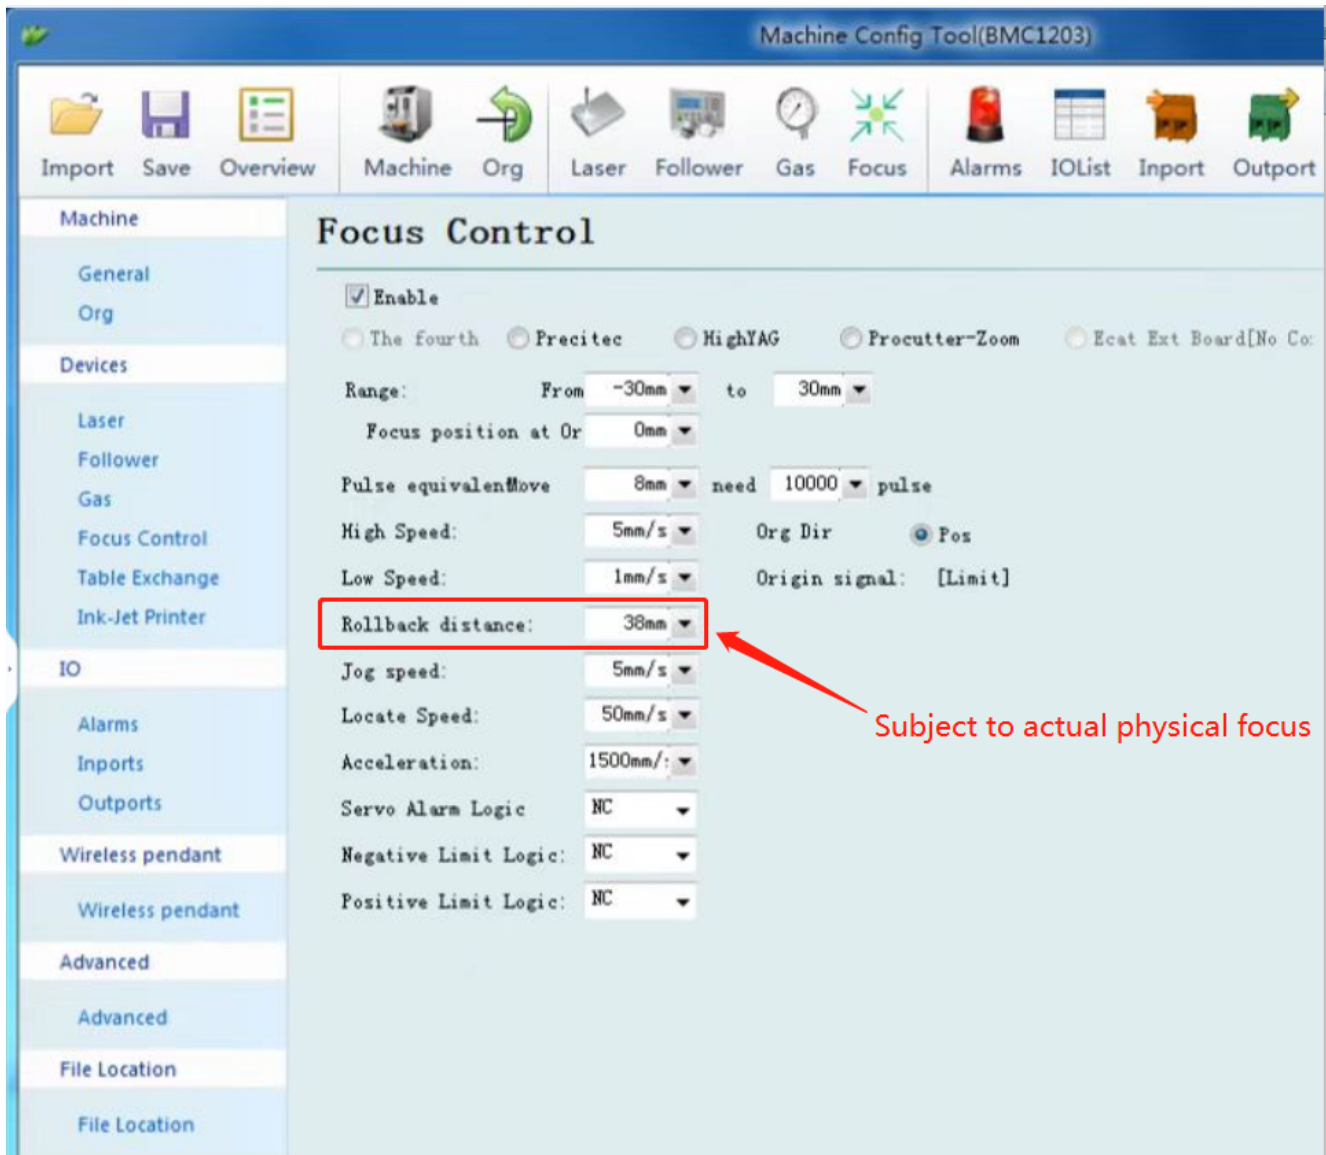 Machine Config Tool(BMC1203)
Import Save Overview Machine Org Laser Follower Gas Focus Alarms IOList Inport Outport
Machine
General
Org
Devices
Laser
Follower
Gas
Focus Control
Table Exchange
Ink-Jet Printer
IO
Alarms
Inports
Outports
Wireless pendant
Wireless pendant
Advanced
Advanced
File Location
File Location
Focus Control
Enable
The fourth Precitec HighYAG Procutter-Zoom Ecat Ext Board[No Co:
Range: From -30mm to 30mm
Focus position at Or 0mm
Pulse equivalenMove 8mm need 10000 pulse
High Speed: 5mm/s Org Dir Pos
Low Speed: 1mm/s Origin signal: [Limit]
Rollback distance: 38mm
Jog speed: 5mm/s
Locate Speed: 50mm/s
Subject to actual physical focus
Acceleration: 1500mm/:
Servo Alarm Logic NC
Negative Limit Logic: NC
Positive Limit Logic: NC